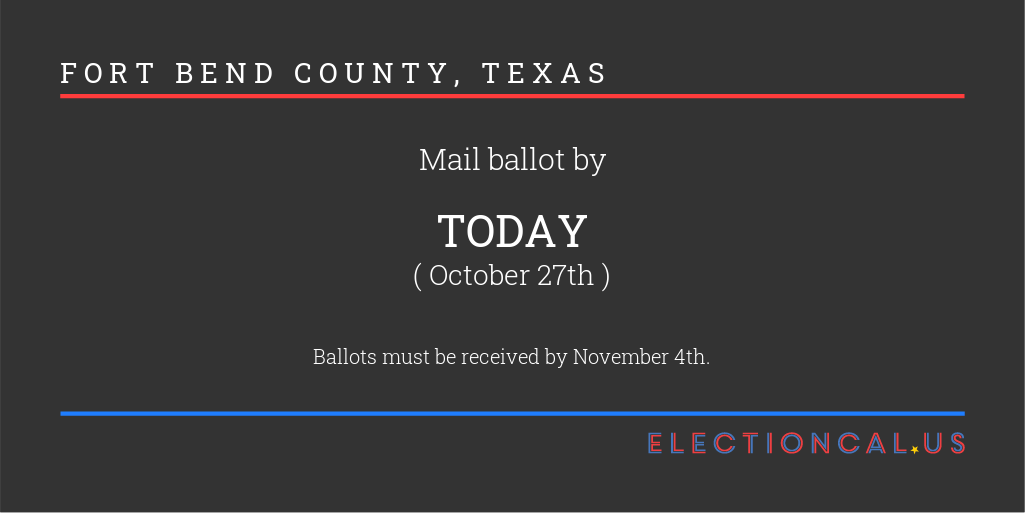 FORT BEND COUNTY, TEXAS
Mail ballot by
TODAY
( October 27th )
Ballots must be received by November 4th.
ELECTIONCAL.US